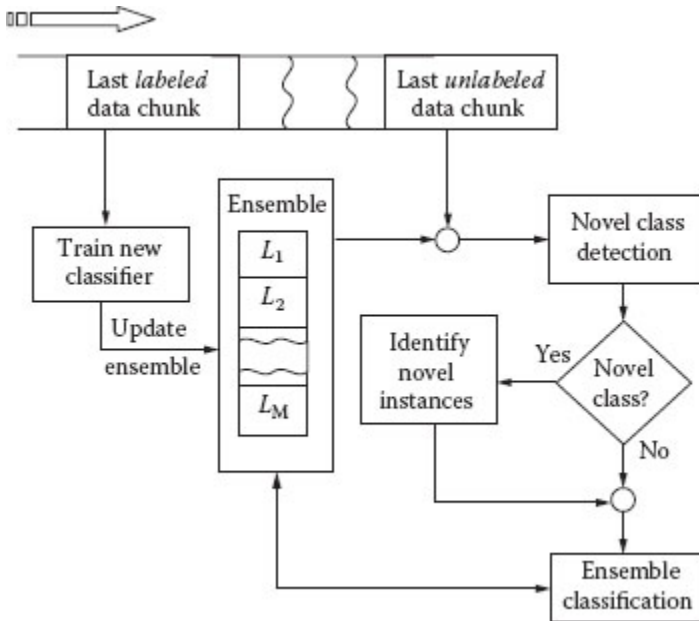 Last labeled
data chunk
Last unlabeled
data chunk
Ensemble
L1
L2
LM
Train new
classifier
Update
ensemble
Novel class
detection
Identify
novel
instances
Yes
Novel
class?
No
Ensemble
classification